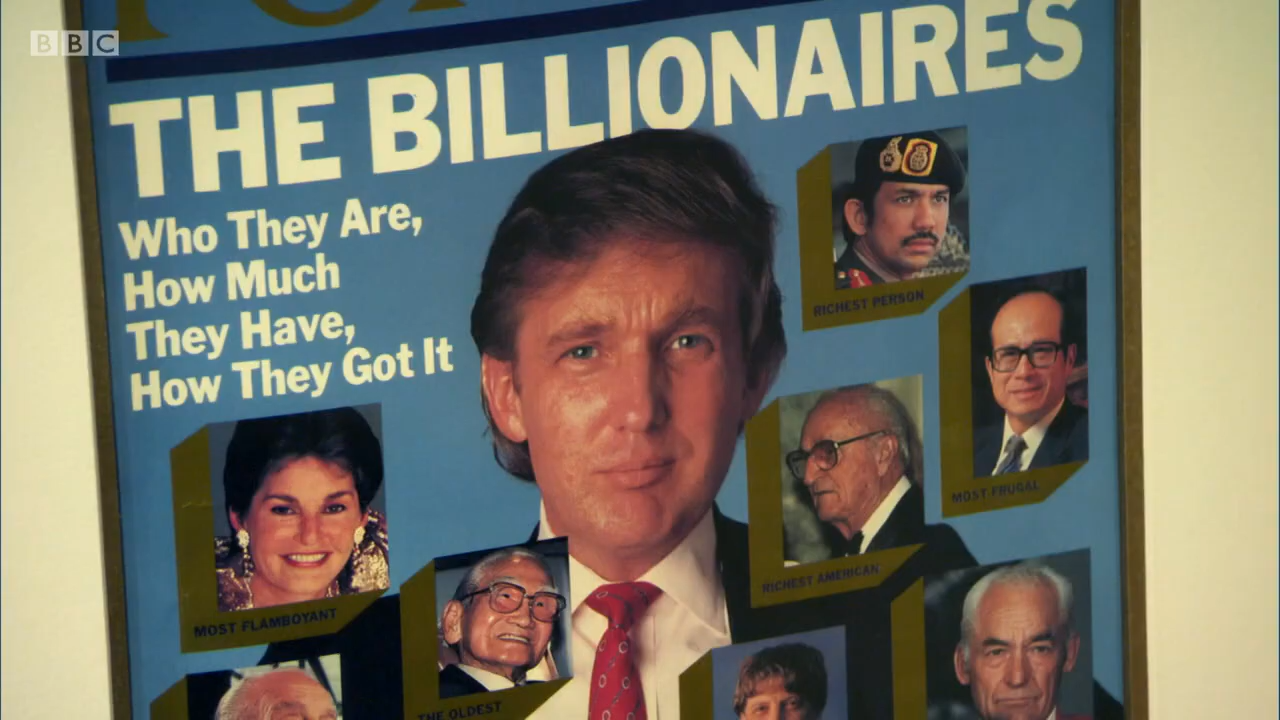 BBC
THE BILLIONAIRES
Who They Are,
How Much
They Have,
How They Got It
RICHEST PERSON
MOST FRUGAL
RICHEST AMERICAN
MOST FLAMBOYANT
THE OLDEST